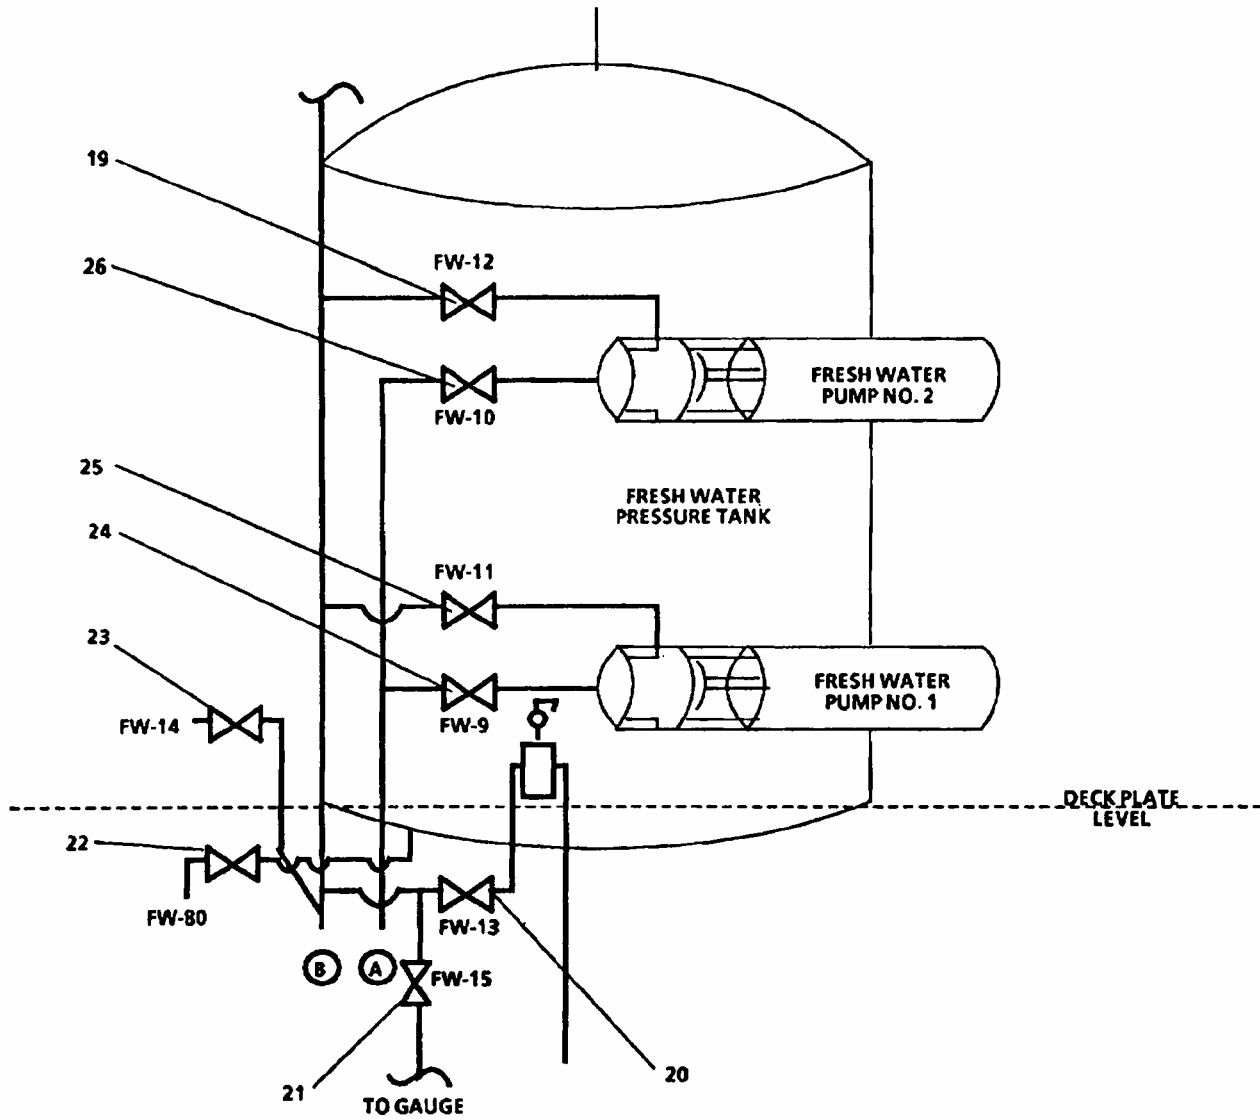 19
26
FW-12
FRESH WATER
PUMP NO. 2
FW-10
25
24
FRESH WATER
PRESSURE TANK
FW-11
23
FRESH WATER
PUMP NO. 1
FW-14
FW-9
DECK PLATE
LEVEL
22
FW-80
FW-13
B
A
FW-15
21
20
TO GAUGE